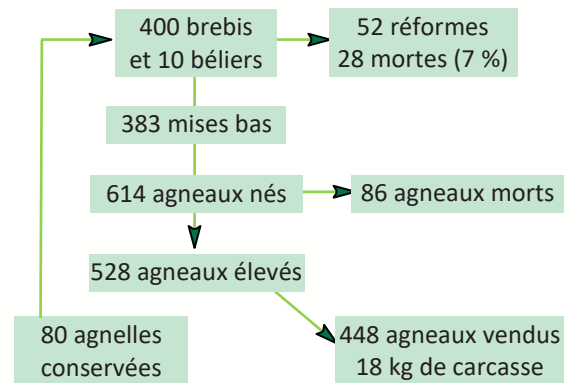 400 brebis
et 10 béliers
52 réformes
28 mortes (7 %)
383 mises bas
614 agneaux nés
86 agneaux morts
528 agneaux élevés
80 agnelles
conservées
448 agneaux vendus
18 kg de carcasse